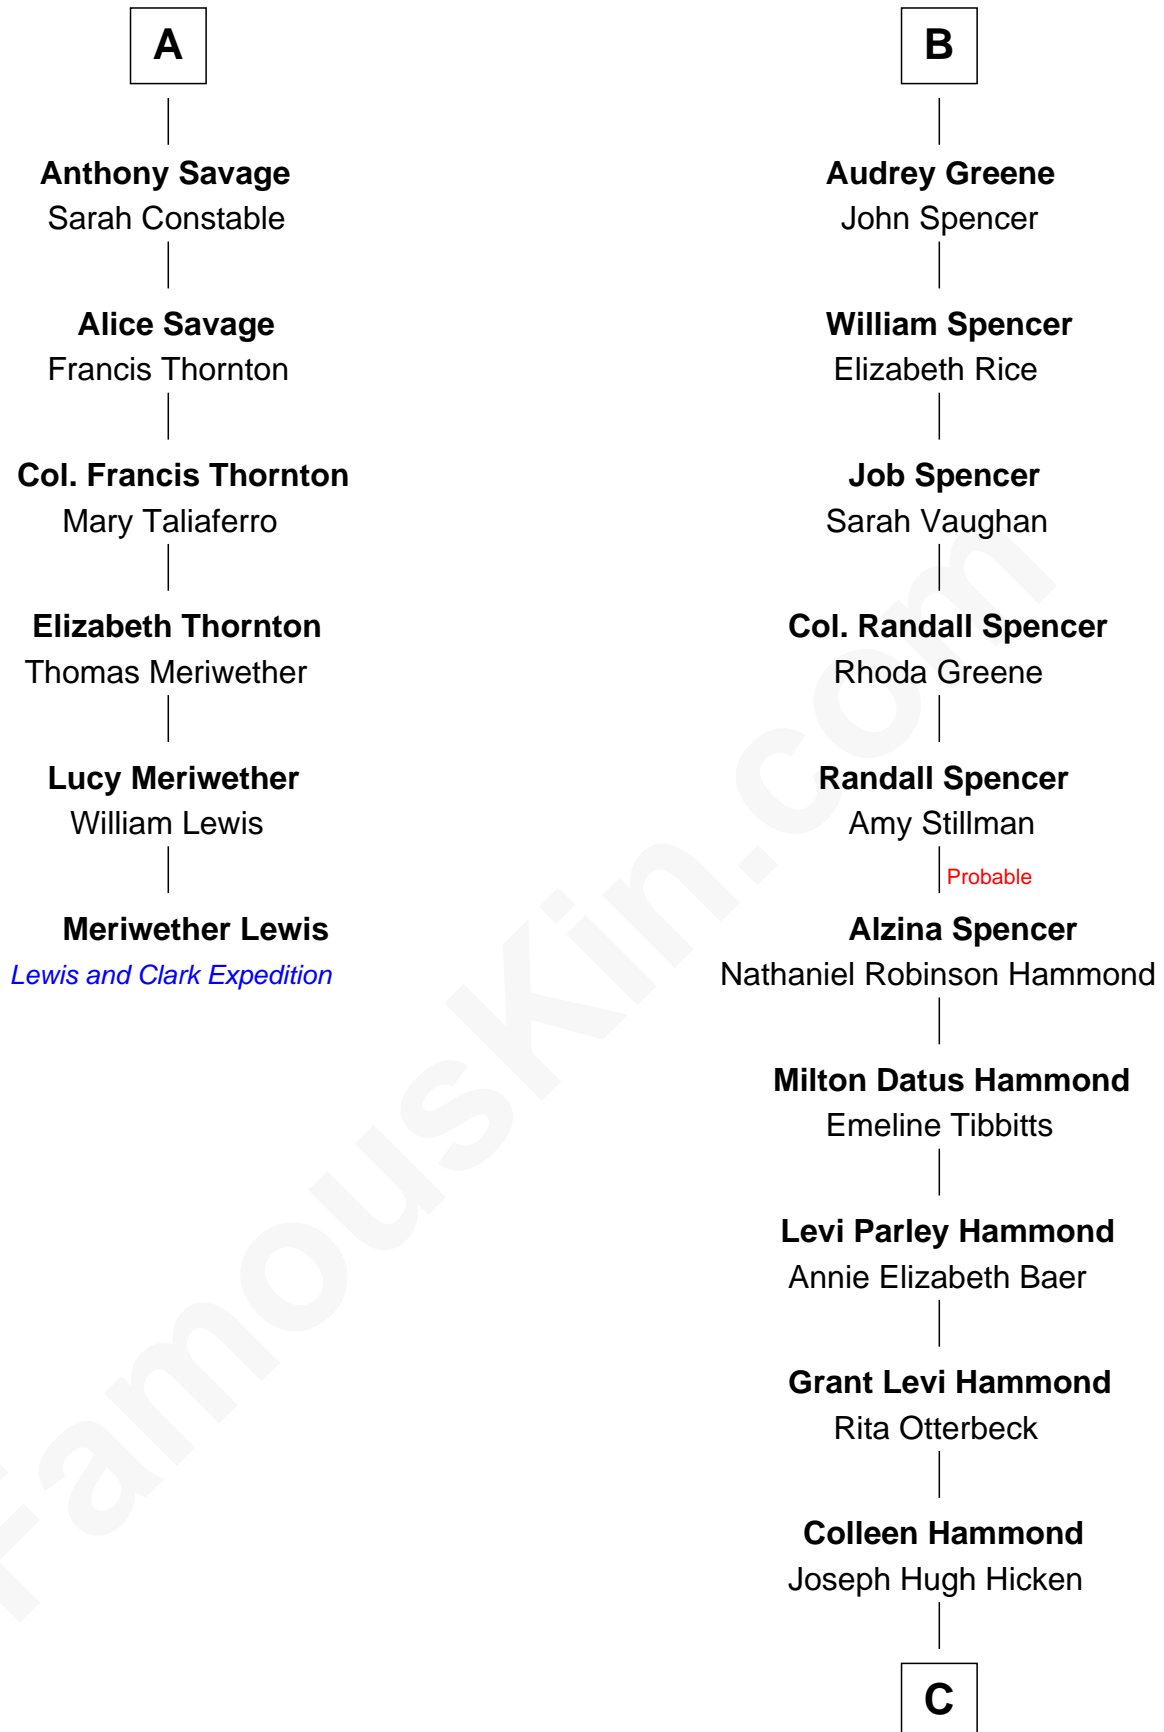 A
Anthony Savage
Sarah Constable
Alice Savage
Francis Thornton
Col. Francis Thornton
Mary Taliaferro
Elizabeth Thornton
Thomas Meriwether
Lucy Meriwether
William Lewis
Meriwether Lewis
Lewis and Clark Expedition
B
Audrey Greene
John Spencer
William Spencer
Elizabeth Rice
Job Spencer
Sarah Vaughan
Col. Randall Spencer
Rhoda Greene
Randall Spencer
Amy Stillman
Probable
Alzina Spencer
Nathaniel Robinson Hammond
Milton Datus Hammond
Emeline Tibbitts
Levi Parley Hammond
Annie Elizabeth Baer
Grant Levi Hammond
Rita Otterbeck
Colleen Hammond
Joseph Hugh Hicken
C
FamousKin.com